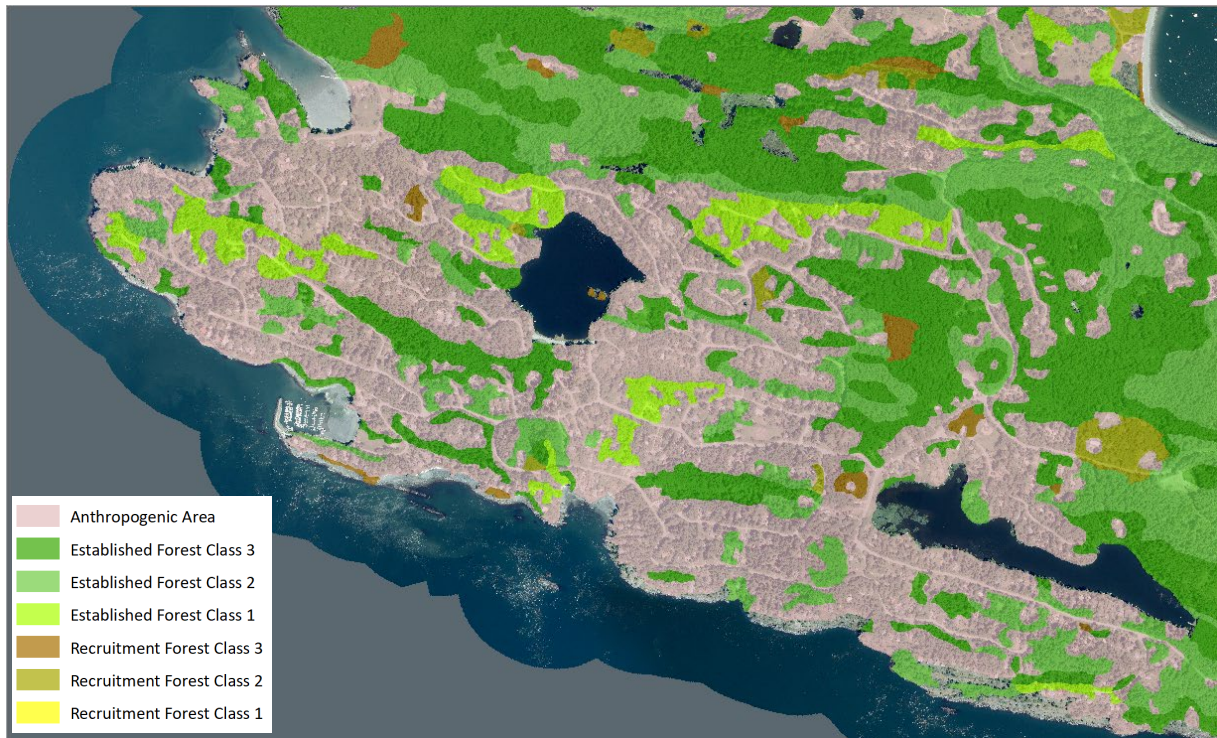 Anthropogenic Area
Established Forest Class 3
Established Forest Class 2
Established Forest Class 1
Recruitment Forest Class 3
Recruitment Forest Class 2
Recruitment Forest Class 1